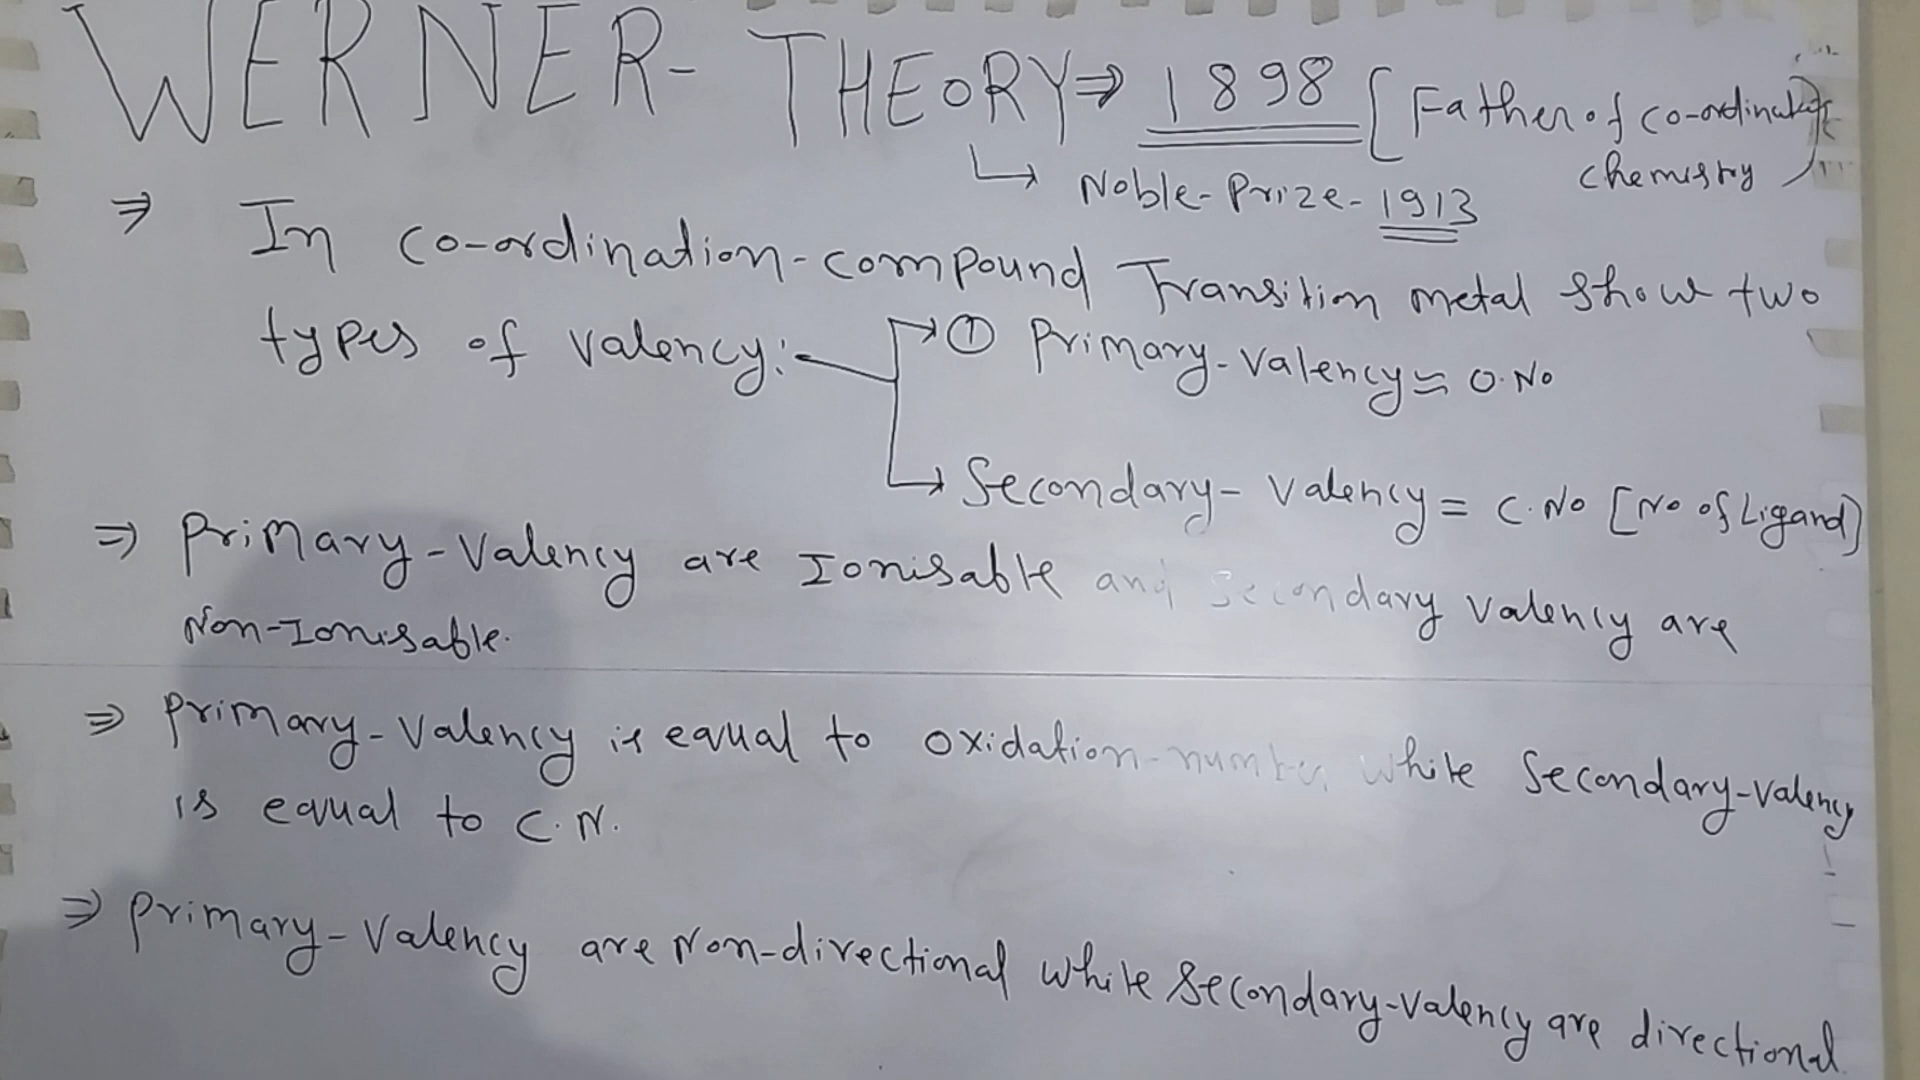 WERNER- THEORY ⇒ 1898 [Father of co-ordination
chemistry]
↳ Noble-Prize-1913
⇒ In co-ordination-compound Transition metal show two
types of valency:-
→ ① Primary-valency = O.No
→ Secondary-valency = C.No [No of Ligand]
⇒ Primary-valency are Ionisable and secondary valency are
Non-Ionisable.
⇒ Primary-valency is equal to oxidation-number while secondary-valency
is equal to C.N.
⇒ Primary-valency are Non-directional while secondary-valency are directional